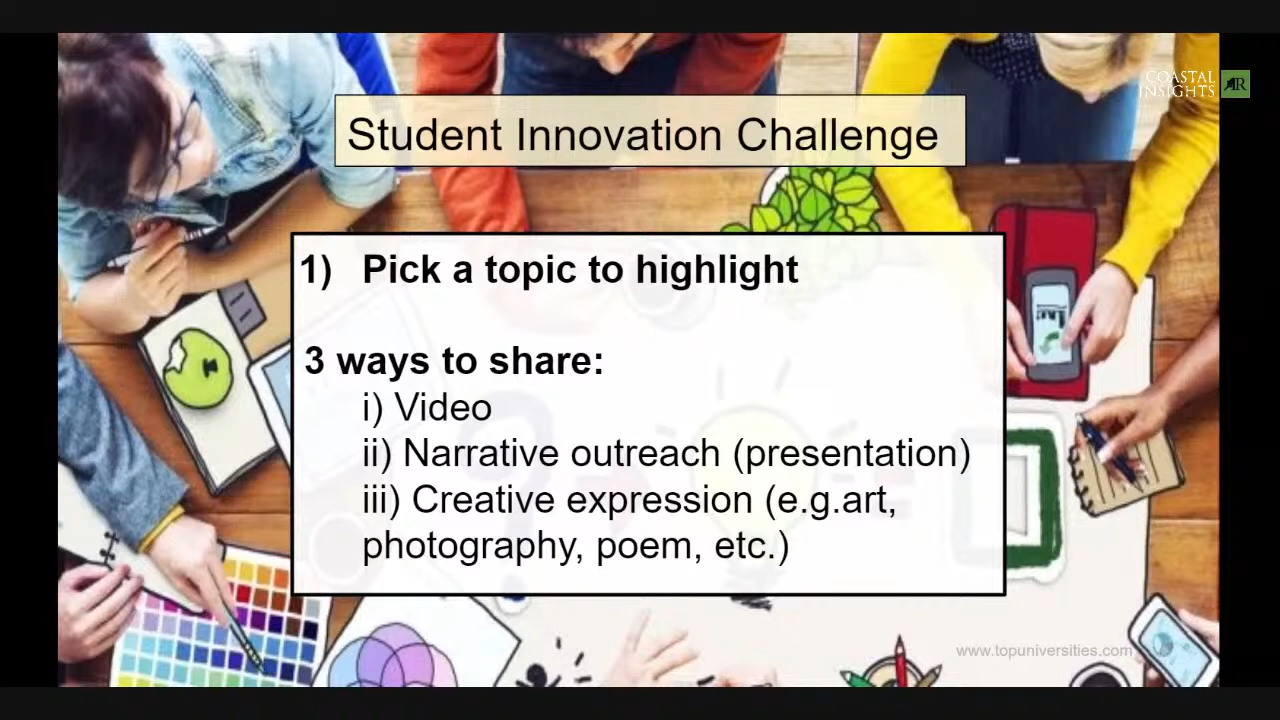 COASTAL
INSIGHTS
Student Innovation Challenge
1) Pick a topic to highlight
3 ways to share:
i) Video
ii) Narrative outreach (presentation)
iii) Creative expression (e.g.art,
photography, poem, etc.)
www.topuniversities.com